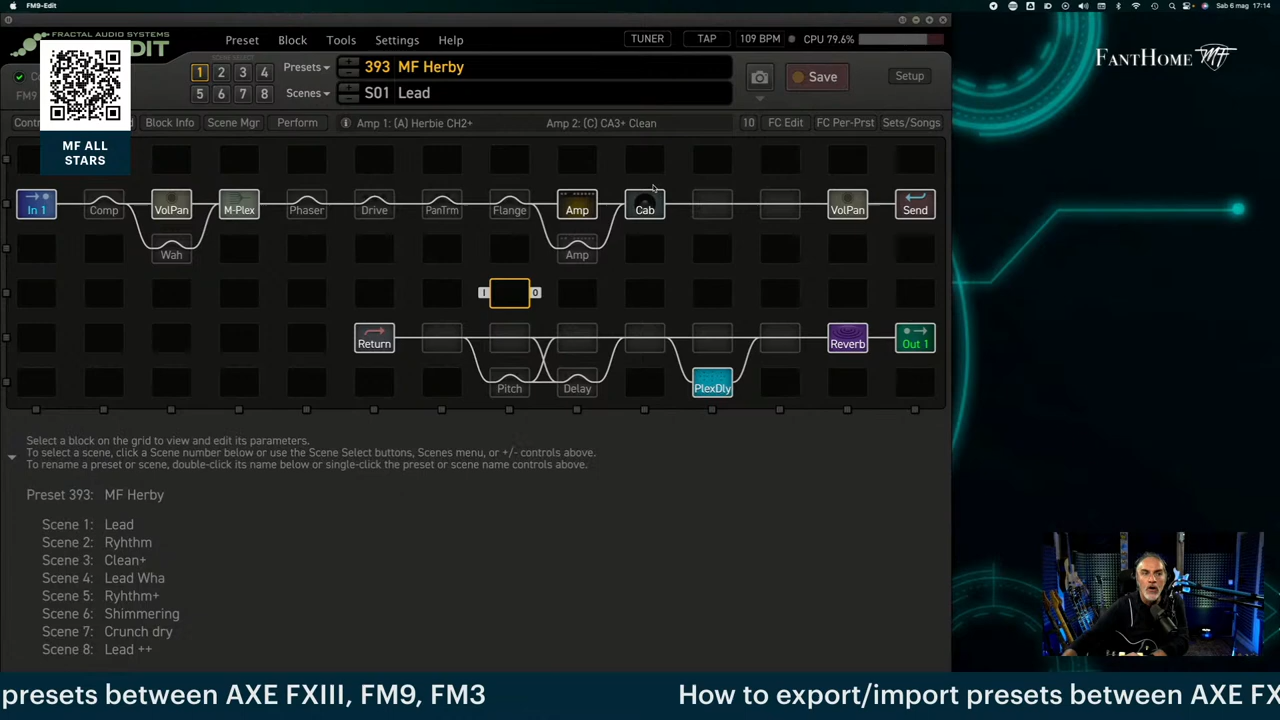 FM9-Edit
Sab 6 mag 17:14
FRACTAL AUDIO SYSTEMS
EDIT
Preset
Block
Tools
Settings
Help
TUNER
TAP
109 BPM
CPU 79.6%
SCENE SELECT
1 2 3 4
5 6 7 8
Presets
393 MF Herby
Scenes
S01 Lead
Save
Setup
FM9
MF ALL
STARS
Block Info
Scene Mgr
Perform
Amp 1: (A) Herbie CH2+
Amp 2: (C) CA3+ Clean
10
FC Edit
FC Per-Prst
Sets/Songs
In 1
Comp
VolPan
M-Plex
Phaser
Drive
PanTrm
Flange
Amp
Cab
VolPan
Send
Wah
Amp
I
O
Return
Reverb
Out 1
Pitch
Delay
PlexDly
Select a block on the grid to view and edit its parameters.
To select a scene, click a Scene number below or use the Scene Select buttons, Scenes menu, or +/- controls above.
To rename a preset or scene, double-click its name below or single-click the preset or scene name controls above.
Preset 393: MF Herby
Scene 1: Lead
Scene 2: Ryhthm
Scene 3: Clean+
Scene 4: Lead Wha
Scene 5: Ryhthm+
Scene 6: Shimmering
Scene 7: Crunch dry
Scene 8: Lead ++
FANTHOME MF
presets between AXE FXIII, FM9, FM3
How to export/import presets between AXE FX